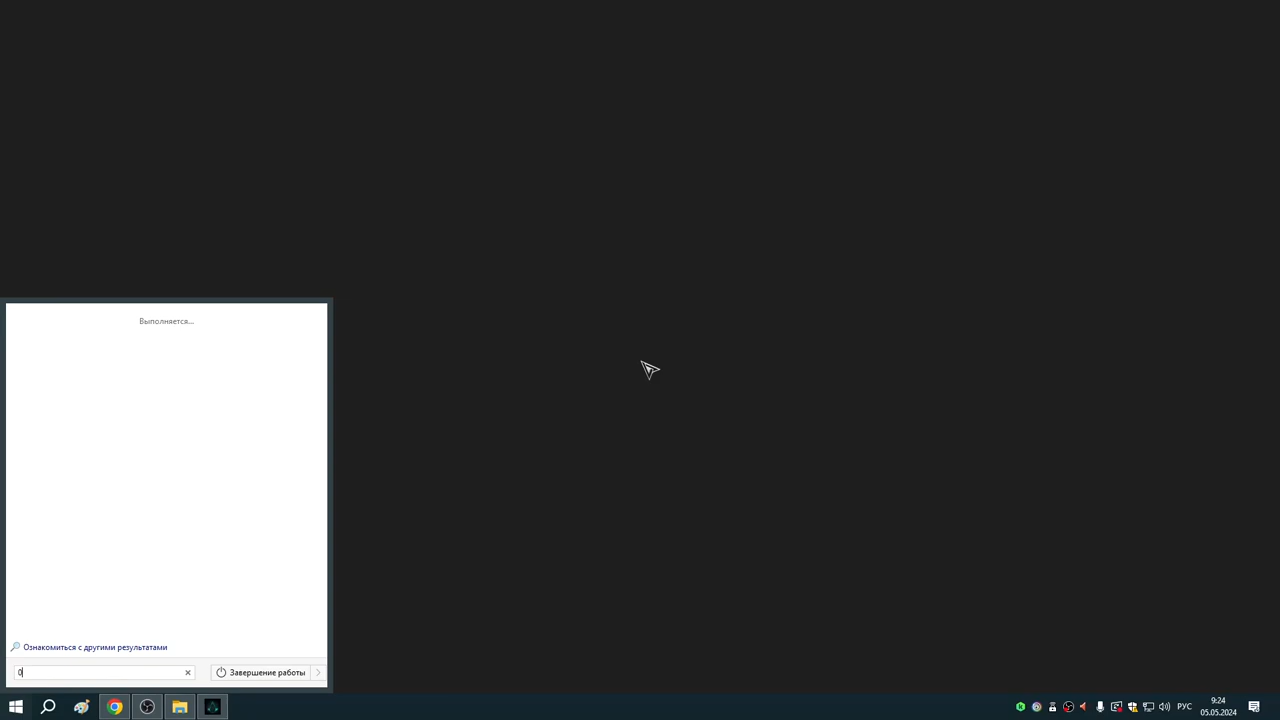 Выполняется...
Ознакомиться с другими результатами
0
Завершение работы
РУС
9:24
05.05.2024